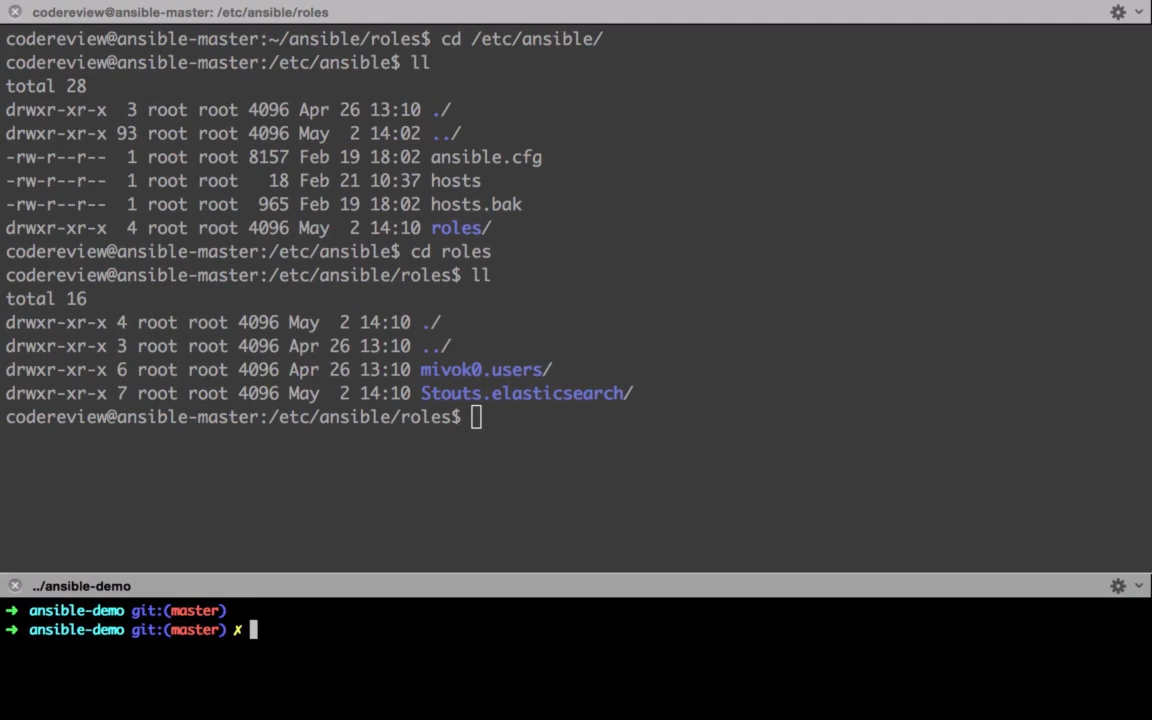 codereview@ansible-master: /etc/ansible/roles
codereview@ansible-master:~/ansible/roles$ cd /etc/ansible/
codereview@ansible-master:/etc/ansible$ ll
total 28
drwxr-xr-x  3 root root 4096 Apr 26 13:10 ./
drwxr-xr-x 93 root root 4096 May  2 14:02 ../
-rw-r--r--  1 root root 8157 Feb 19 18:02 ansible.cfg
-rw-r--r--  1 root root   18 Feb 21 10:37 hosts
-rw-r--r--  1 root root  965 Feb 19 18:02 hosts.bak
drwxr-xr-x  4 root root 4096 May  2 14:10 roles/
codereview@ansible-master:/etc/ansible$ cd roles
codereview@ansible-master:/etc/ansible/roles$ ll
total 16
drwxr-xr-x 4 root root 4096 May  2 14:10 ./
drwxr-xr-x 3 root root 4096 Apr 26 13:10 ../
drwxr-xr-x 6 root root 4096 Apr 26 13:10 mivok0.users/
drwxr-xr-x 7 root root 4096 May  2 14:10 Stouts.elasticsearch/
codereview@ansible-master:/etc/ansible/roles$
../ansible-demo
➜ ansible-demo git:(master)
➜ ansible-demo git:(master) ✗